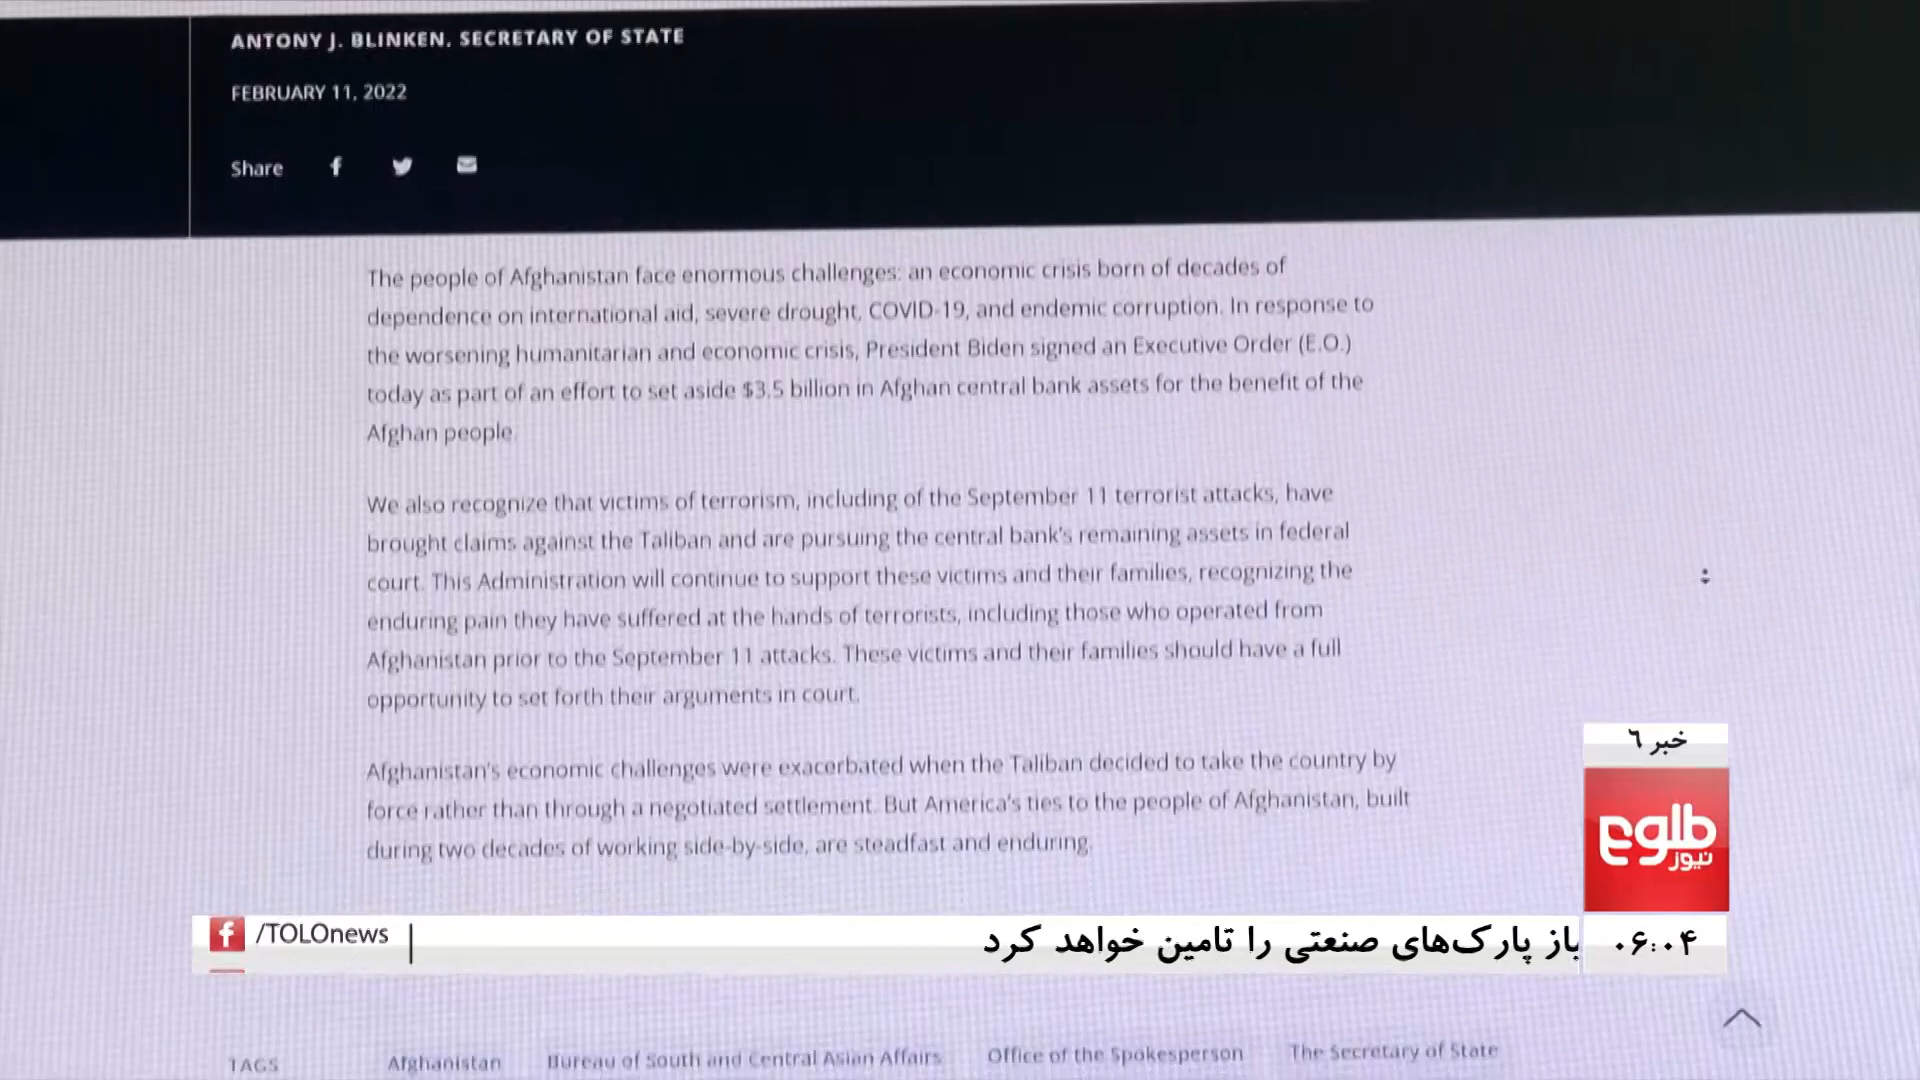 ANTONY J. BLINKEN, SECRETARY OF STATE
FEBRUARY 11, 2022
Share
The people of Afghanistan face enormous challenges: an economic crisis born of decades of
dependence on international aid, severe drought, COVID-19, and endemic corruption. In response to
the worsening humanitarian and economic crisis, President Biden signed an Executive Order (E.O.)
today as part of an effort to set aside $3.5 billion in Afghan central bank assets for the benefit of the
Afghan people.
We also recognize that victims of terrorism, including of the September 11 terrorist attacks, have
brought claims against the Taliban and are pursuing the central bank's remaining assets in federal
court. This Administration will continue to support these victims and their families, recognizing the
enduring pain they have suffered at the hands of terrorists, including those who operated from
Afghanistan prior to the September 11 attacks. These victims and their families should have a full
opportunity to set forth their arguments in court.
Afghanistan's economic challenges were exacerbated when the Taliban decided to take the country by
force rather than through a negotiated settlement. But America's ties to the people of Afghanistan, built
during two decades of working side-by-side, are steadfast and enduring.
خبر ٦
طلوع
نیوز
/TOLOnews
باز پارک‌های صنعتی را تامین خواهد کرد
۰۶:۰۴
TAGS Afghanistan Bureau of South and Central Asian Affairs Office of the Spokesperson The Secretary of State